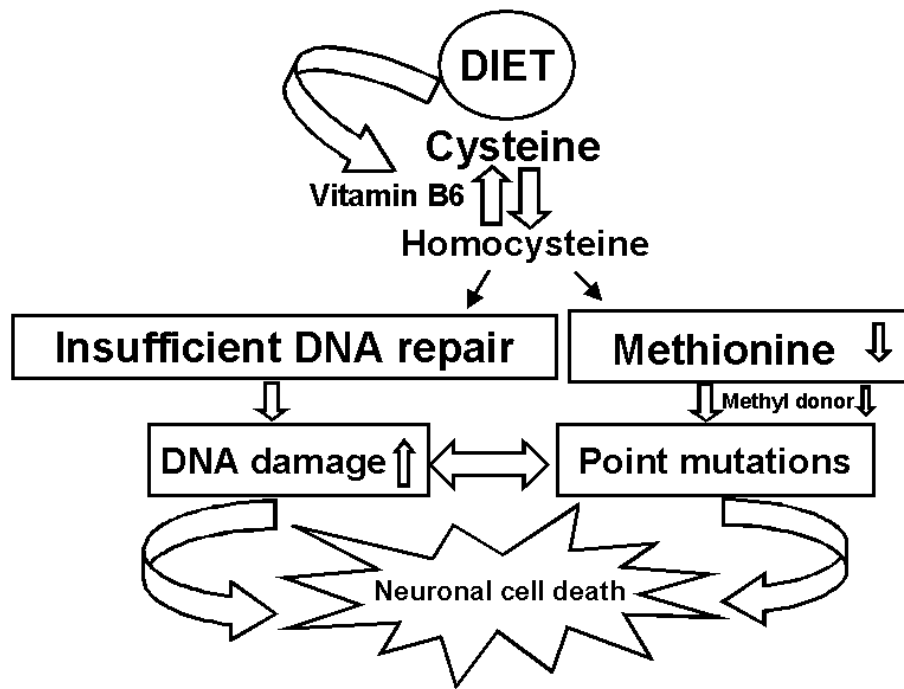 DIET
Cysteine
Vitamin B6
Homocysteine
Insufficient DNA repair
Methionine
Methyl donor
DNA damage
Point mutations
Neuronal cell death